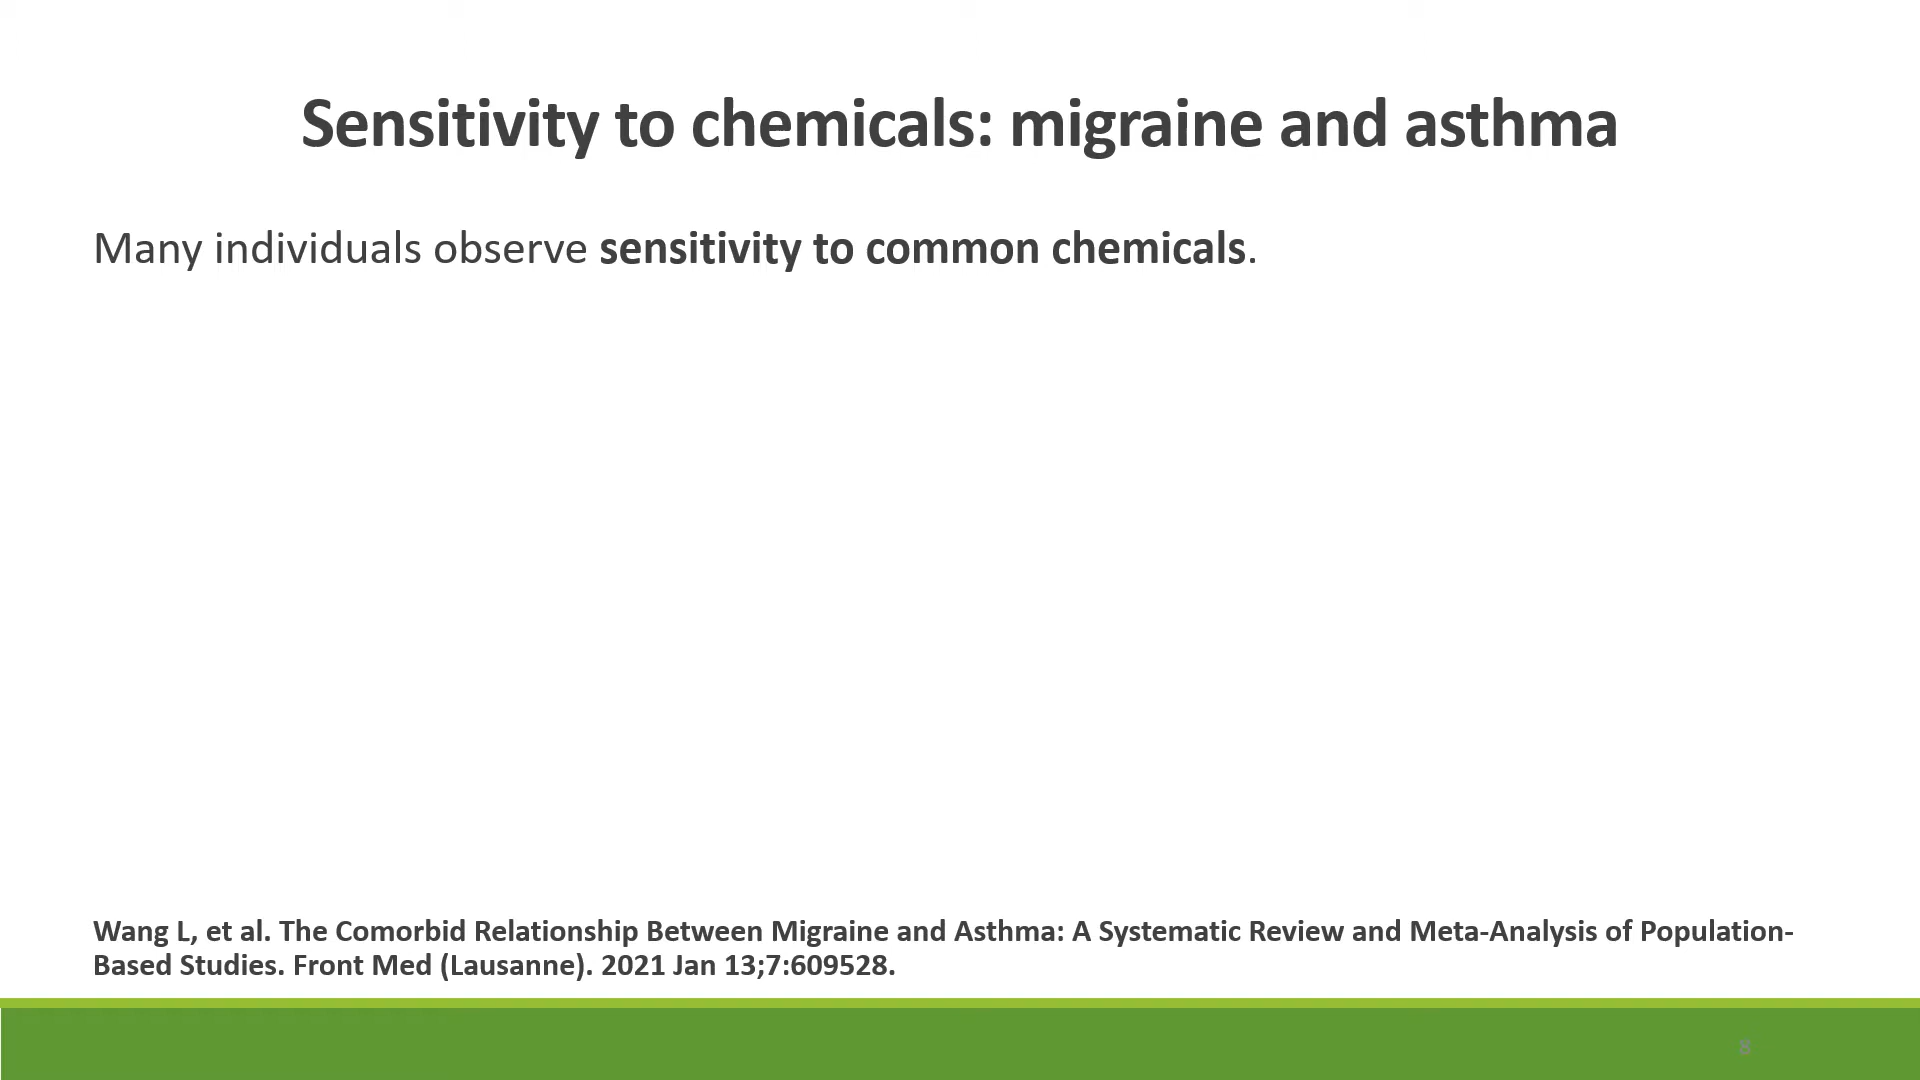 Sensitivity to chemicals: migraine and asthma
Many individuals observe sensitivity to common chemicals.
Wang L, et al. The Comorbid Relationship Between Migraine and Asthma: A Systematic Review and Meta-Analysis of Population-
Based Studies. Front Med (Lausanne). 2021 Jan 13;7:609528.
8